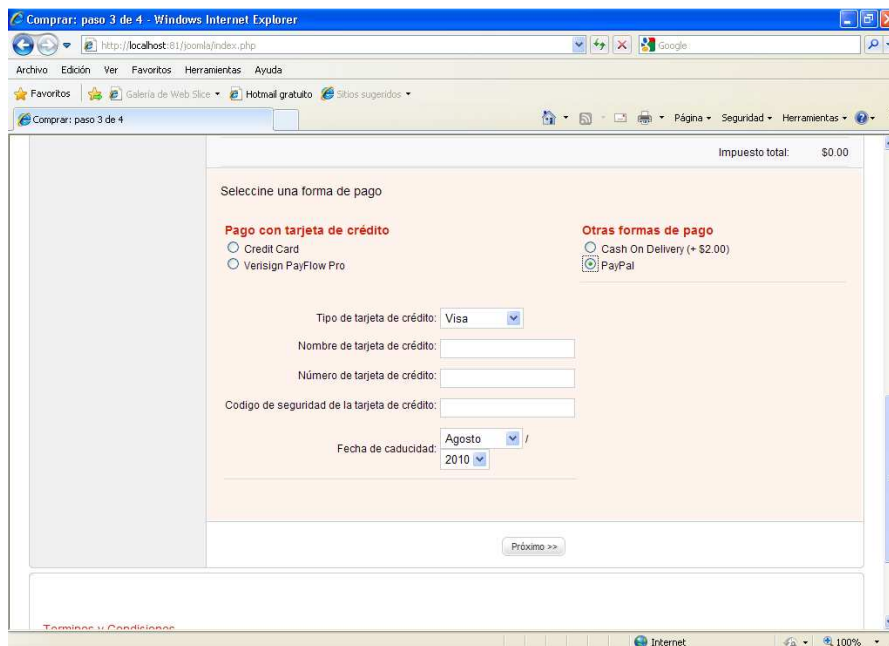 Comprar: paso 3 de 4 - Windows Internet Explorer
http://localhost:81/joomla/index.php
Google
Archivo Edición Ver Favoritos Herramientas Ayuda
Favoritos Galería de Web Slice Hotmail gratuito Sitios sugeridos
Comprar: paso 3 de 4 Página Seguridad Herramientas
Impuesto total: $0.00
Seleccine una forma de pago
Pago con tarjeta de crédito Otras formas de pago
Credit Card Cash On Delivery (+ $2.00)
Verisign PayFlow Pro PayPal
Tipo de tarjeta de crédito: Visa
Nombre de tarjeta de crédito:
Número de tarjeta de crédito:
Codigo de seguridad de la tarjeta de crédito:
Fecha de caducidad: Agosto /
2010
Próximo >>
Terminos y Condiciones
Internet 100%